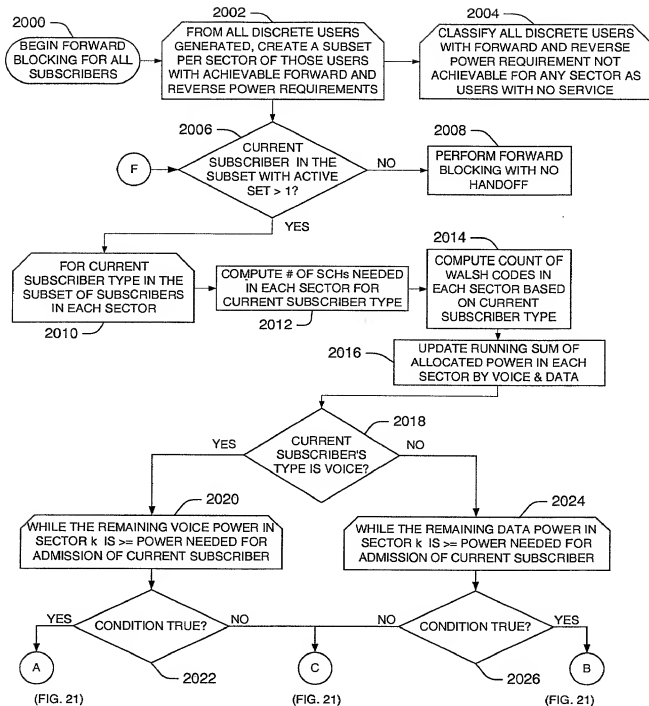 2000
BEGIN FORWARD
BLOCKING FOR ALL
SUBSCRIBERS
2002
FROM ALL DISCRETE USERS
GENERATED, CREATE A SUBSET
PER SECTOR OF THOSE USERS
WITH ACHIEVABLE FORWARD AND
REVERSE POWER REQUIREMENTS
2004
CLASSIFY ALL DISCRETE USERS
WITH FORWARD AND REVERSE
POWER REQUIREMENT NOT
ACHIEVABLE FOR ANY SECTOR AS
USERS WITH NO SERVICE
2006
F
CURRENT
SUBSCRIBER IN THE
SUBSET WITH ACTIVE
SET > 1?
NO
2008
PERFORM FORWARD
BLOCKING WITH NO
HANDOFF
YES
FOR CURRENT
SUBSCRIBER TYPE IN THE
SUBSET OF SUBSCRIBERS
IN EACH SECTOR
2010
COMPUTE # OF SCHs NEEDED
IN EACH SECTOR FOR
CURRENT SUBSCRIBER TYPE
2012
2014
COMPUTE COUNT OF
WALSH CODES IN
EACH SECTOR BASED
ON CURRENT
SUBSCRIBER TYPE
2016
UPDATE RUNNING SUM OF
ALLOCATED POWER IN EACH
SECTOR BY VOICE & DATA
2018
YES
CURRENT
SUBSCRIBER'S
TYPE IS VOICE?
NO
2020
WHILE THE REMAINING VOICE POWER IN
SECTOR k IS >= POWER NEEDED FOR
ADMISSION OF CURRENT SUBSCRIBER
2024
WHILE THE REMAINING DATA POWER IN
SECTOR k IS >= POWER NEEDED FOR
ADMISSION OF CURRENT SUBSCRIBER
YES
CONDITION TRUE?
NO
2022
NO
CONDITION TRUE?
YES
2026
A
(FIG. 21)
C
(FIG. 21)
B
(FIG. 21)